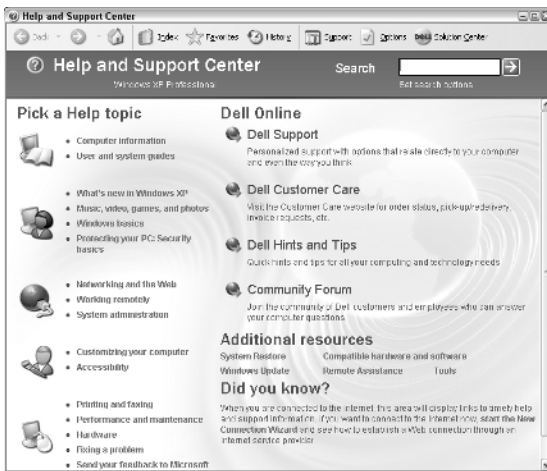 Help and Support Center
Back
Index
Favorites
History
Support
Options
DELL Solution Center
Help and Support Center
Windows XP Professional
Search
Set search options
Pick a Help topic
Computer information
User and system guides
What's new in Windows XP
Music, video, games, and photos
Windows basics
Protecting your PC: Security
basics
Networking and the Web
Working remotely
System administration
Customizing your computer
Accessibility
Printing and faxing
Performance and maintenance
Hardware
Fixing a problem
Send your feedback to Microsoft
Dell Online
Dell Support
Personalized support with options that relate directly to your computer
and even the way you think
Dell Customer Care
Visit the Customer Care website for order status, pick-up/redelivery,
invoice requests, etc.
Dell Hints and Tips
Quick hints and tips for all your computing and technology needs
Community Forum
Join the community of Dell customers and employees who can answer
your computer questions
Additional resources
System Restore Compatible hardware and software
Windows Update Remote Assistance Tools
Did you know?
When you are connected to the Internet, this area will display links to timely help
and support information. If you want to connect to the Internet now, start the New
Connection Wizard and see how to establish a Web connection through an
Internet service provider